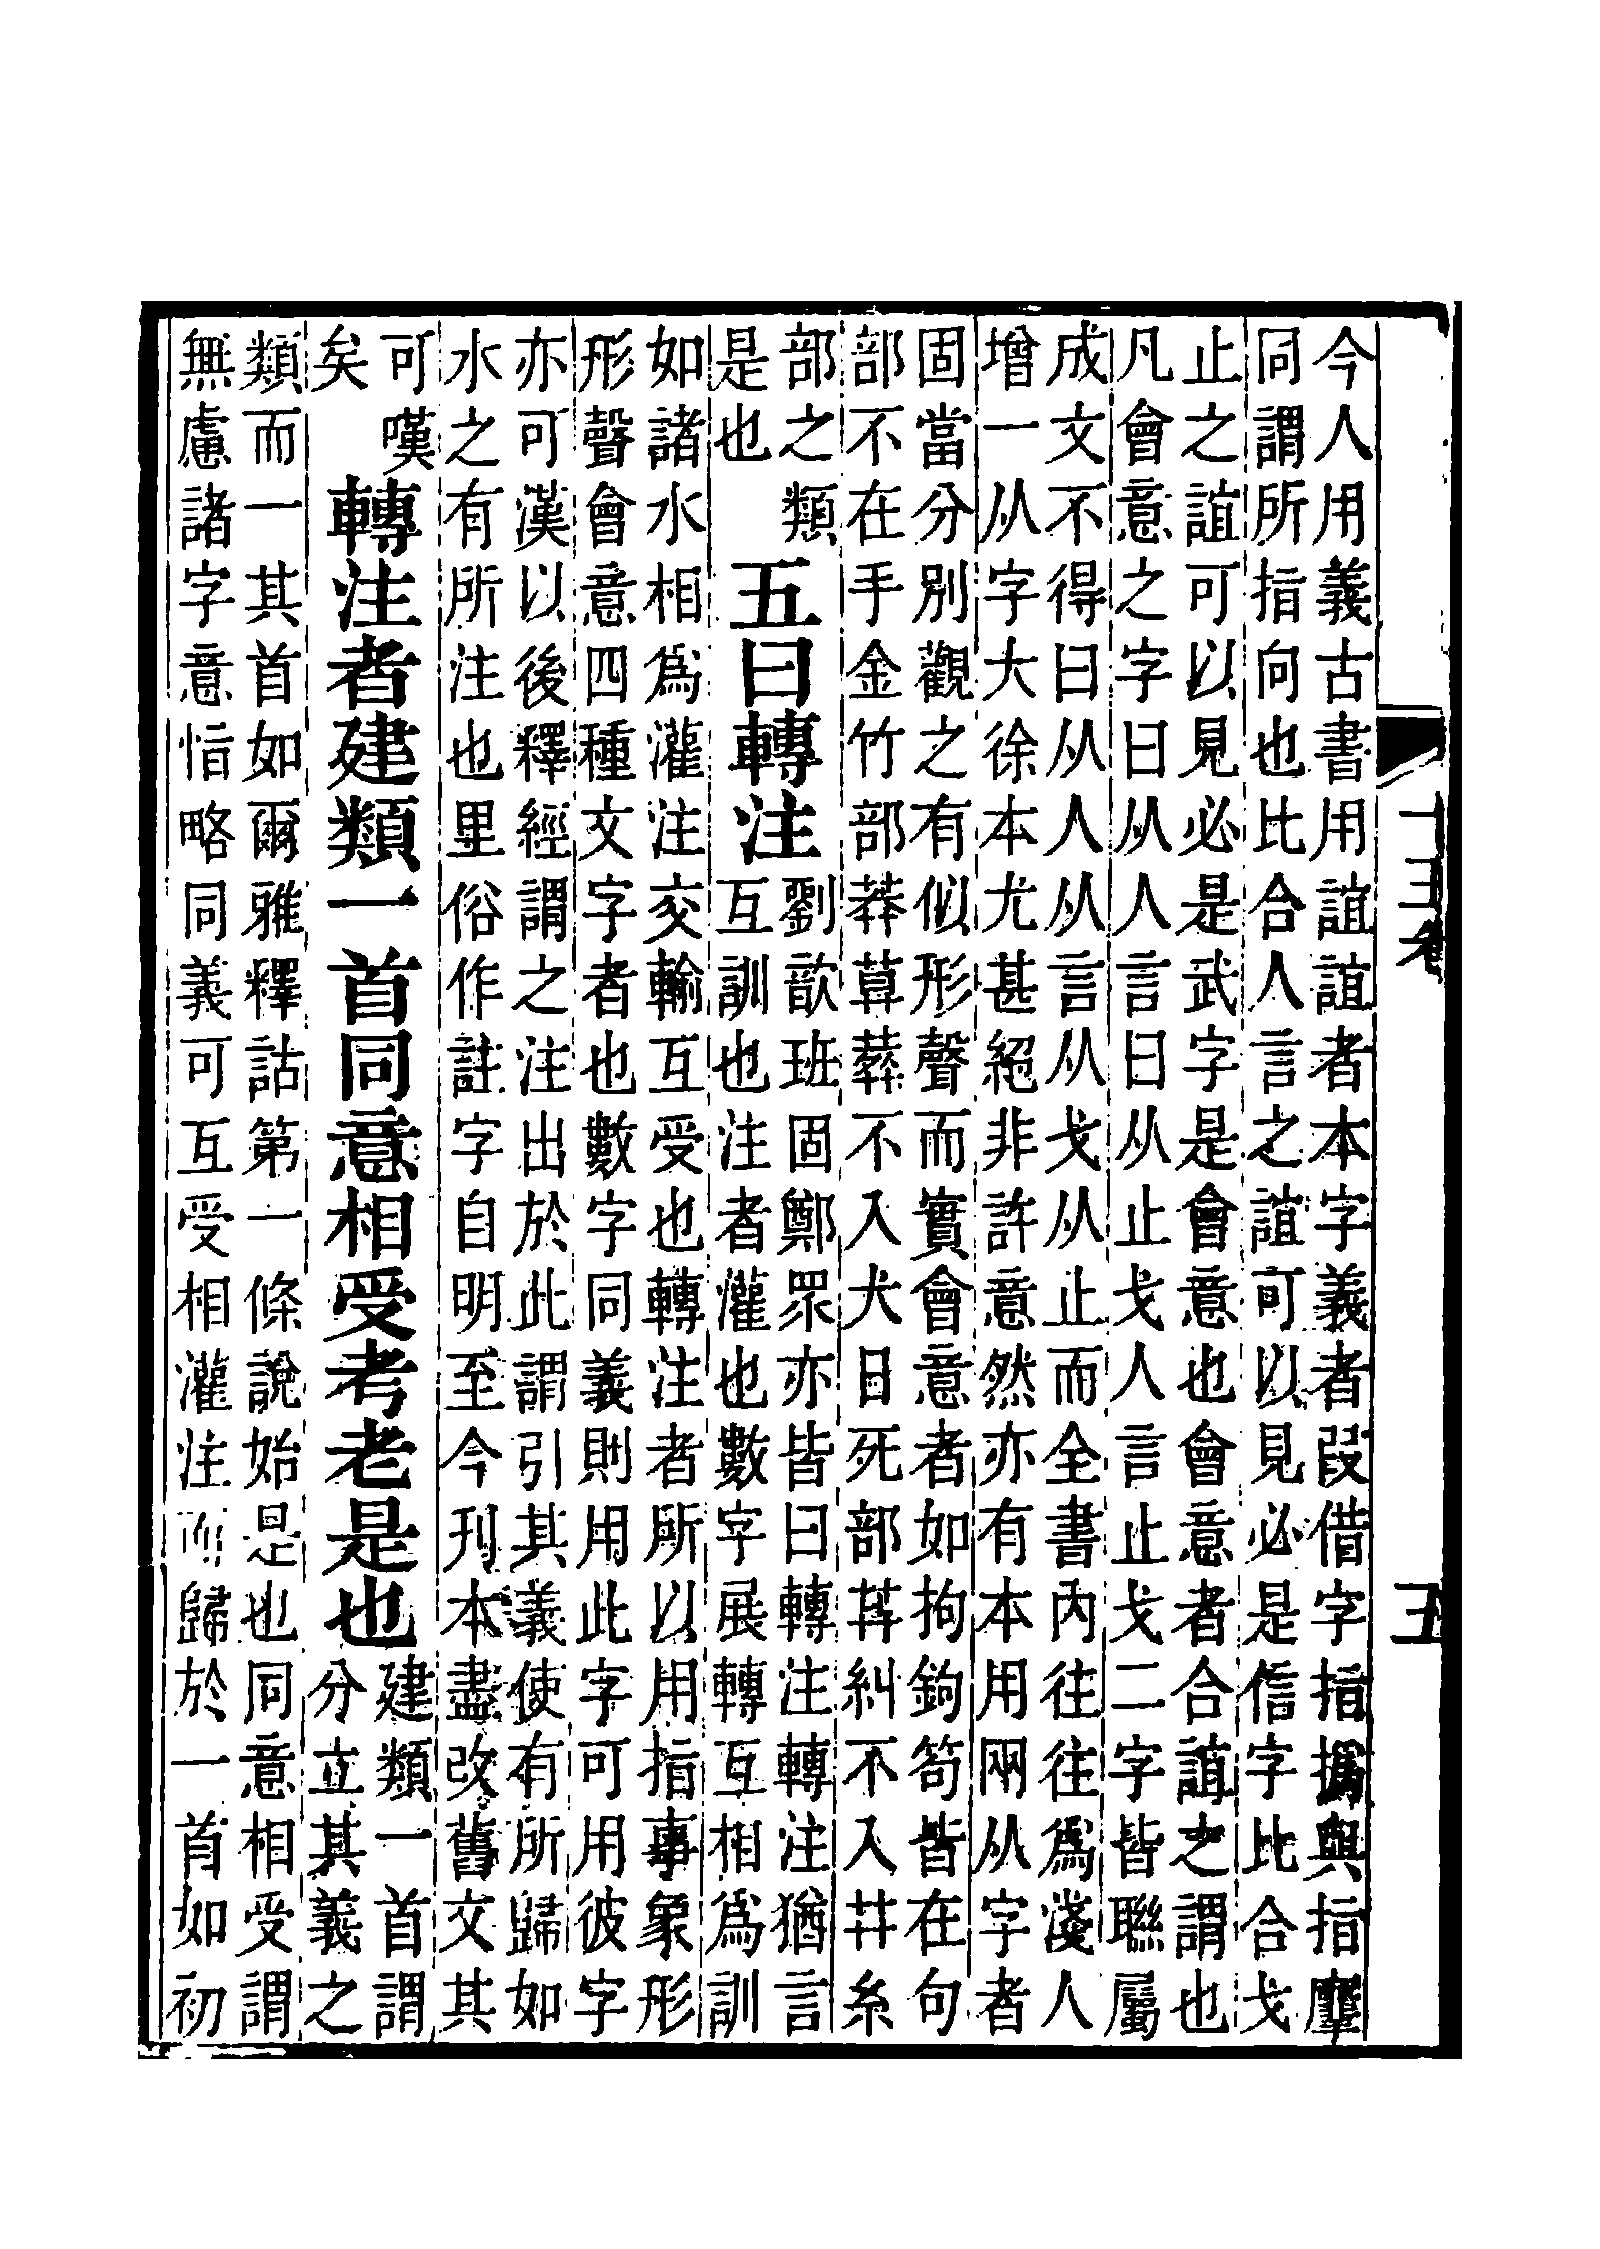 十五卷
五
今人用義古書用誼誼者本字義者叚借字指撝與指麾
同謂所指向也比合人言之誼可以見必是信字比合戈
止之誼可以見必是武字是會意也會意者合誼之謂也
凡會意之字曰从人言曰从止戈人言止戈二字皆聯屬
成文不得曰从人从言从戈从止而全書內往往爲淺人
增一从字大徐本尤甚絕非許意然亦有本用兩从字者
固當分別觀之有似形聲而實會意者如拘鉤笱皆在句
部不在手金竹部莽𦱤葬不入犬日死部糾不入艸糸
部之類
是也
五曰轉注
劉歆班固鄭眾亦皆曰轉注轉注猶言
互訓也注者灌也數字展轉互相爲訓
如諸水相爲灌注交輸互受也轉注者所以用指事象形
形聲會意四種文字者也數字同義則用此字可用彼字
亦可漢以後釋經謂之注出於此謂引其義使有所歸如
水之有所注也里俗作註字自明至今刊本盡改舊文其
可嘆
矣
轉注者建類一首同意相受考老是也
建類一首謂
分立其義之
類而一其首如爾雅釋詁第一條說始是也同意相受謂
無慮諸字意恉略同義可互受相灌注而歸於一首如初